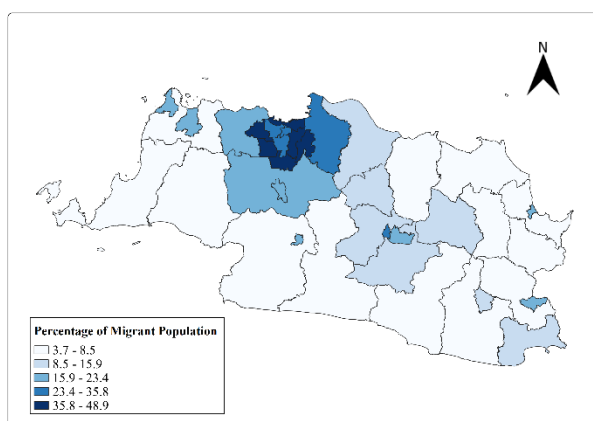 N
Percentage of Migrant Population
3.7 - 8.5
8.5 - 15.9
15.9 - 23.4
23.4 - 35.8
35.8 - 48.9